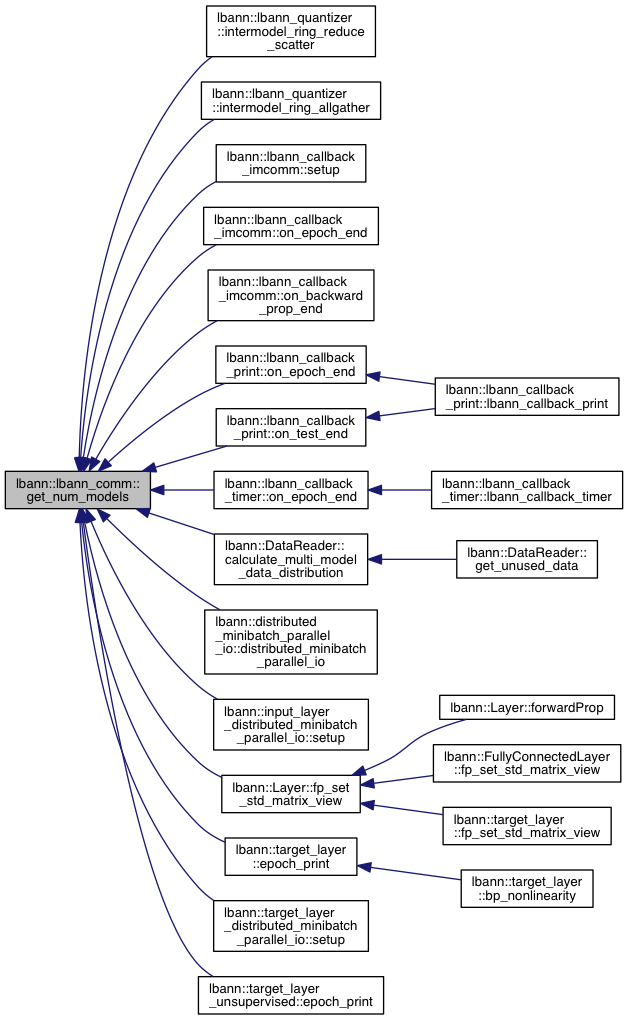 lbann::lbann_quantizer
::intermodel_ring_reduce
_scatter
lbann::lbann_quantizer
::intermodel_ring_allgather
lbann::lbann_callback
_imcomm::setup
lbann::lbann_callback
_imcomm::on_epoch_end
lbann::lbann_callback
_imcomm::on_backward
_prop_end
lbann::lbann_callback
_print::on_epoch_end
lbann::lbann_callback
_print::lbann_callback_print
lbann::lbann_callback
_print::on_test_end
lbann::lbann_comm::
get_num_models
lbann::lbann_callback
_timer::on_epoch_end
lbann::lbann_callback
_timer::lbann_callback_timer
lbann::DataReader::
calculate_multi_model
_data_distribution
lbann::DataReader::
get_unused_data
lbann::distributed
_minibatch_parallel
_io::distributed_minibatch
_parallel_io
lbann::input_layer
_distributed_minibatch
_parallel_io::setup
lbann::Layer::forwardProp
lbann::FullyConnectedLayer
::fp_set_std_matrix_view
lbann::Layer::fp_set
_std_matrix_view
lbann::target_layer
::fp_set_std_matrix_view
lbann::target_layer
::epoch_print
lbann::target_layer
::bp_nonlinearity
lbann::target_layer
_distributed_minibatch
_parallel_io::setup
lbann::target_layer
_unsupervised::epoch_print